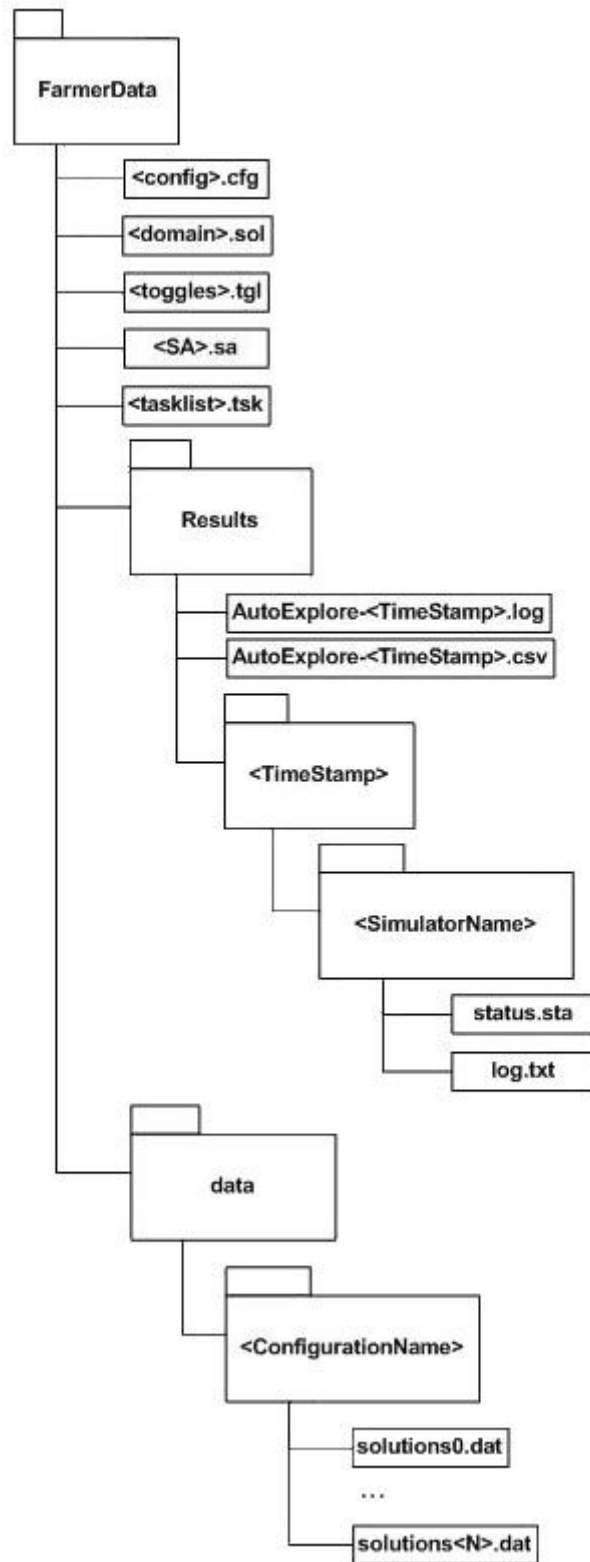 FarmerData
<config>.cfg
<domain>.sol
<toggles>.tgl
<SA>.sa
<tasklist>.tsk
Results
AutoExplore-<TimeStamp>.log
AutoExplore-<TimeStamp>.csv
<TimeStamp>
<SimulatorName>
status.sta
log.txt
data
<ConfigurationName>
solutions0.dat
...
solutions<N>.dat